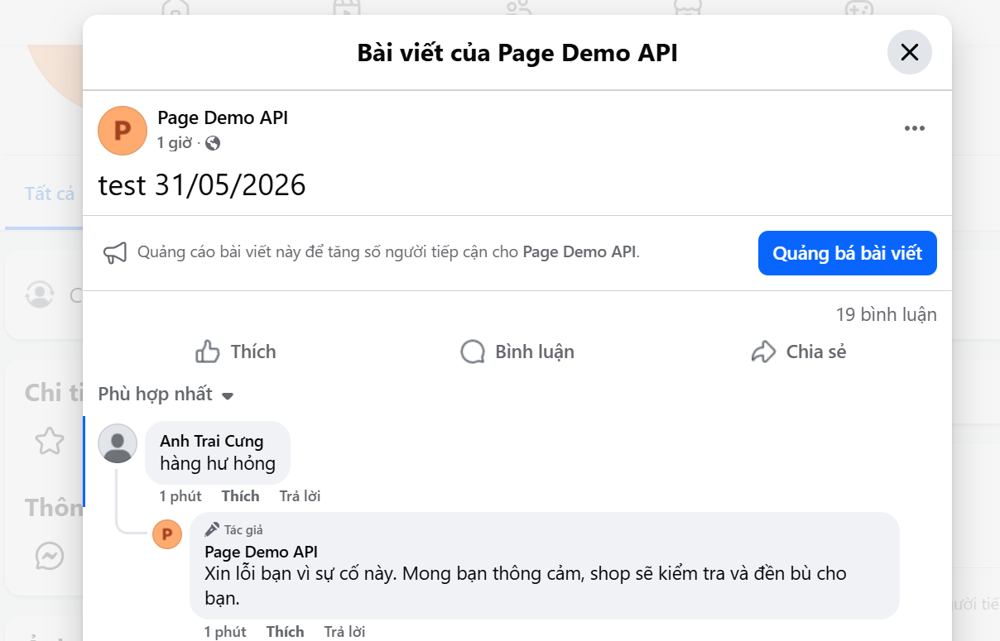 Bài viết của Page Demo API
P
Page Demo API
1 giờ ·
test 31/05/2026
Tất cả
Quảng cáo bài viết này để tăng số người tiếp cận cho Page Demo API.
Quảng bá bài viết
19 bình luận
Thích
Bình luận
Chia sẻ
Chi ti
Phù hợp nhất
Anh Trai Cưng
hàng hư hỏng
1 phút Thích Trả lời
Thôn
P
Tác giả
Page Demo API
Xin lỗi bạn vì sự cố này. Mong bạn thông cảm, shop sẽ kiểm tra và đền bù cho
bạn.
1 phút Thích Trả lời